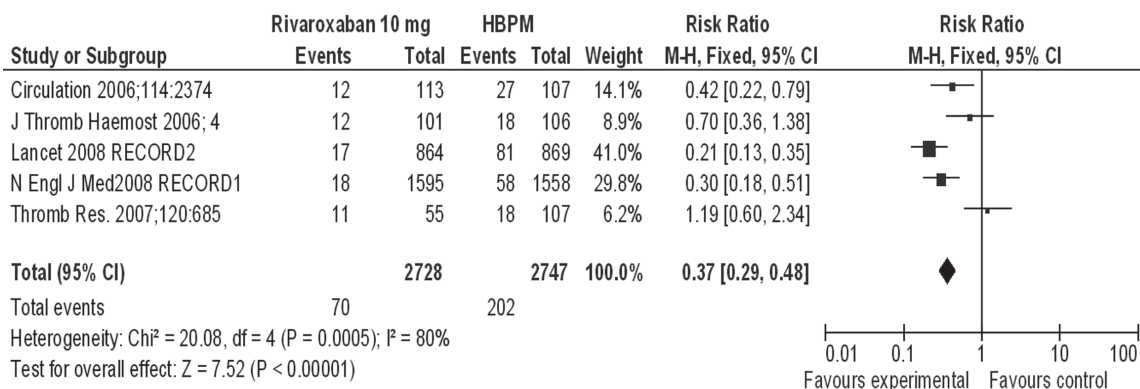 Rivaroxaban 10 mg HBPM Risk Ratio Risk Ratio
Study or Subgroup Events Total Events Total Weight M-H, Fixed, 95% CI M-H, Fixed, 95% CI
Circulation 2006;114:2374 12 113 27 107 14.1% 0.42 [0.22, 0.79]
J Thromb Haemost 2006; 4 12 101 18 106 8.9% 0.70 [0.36, 1.38]
Lancet 2008 RECORD2 17 864 81 869 41.0% 0.21 [0.13, 0.35]
N Engl J Med2008 RECORD1 18 1595 58 1558 29.8% 0.30 [0.18, 0.51]
Thromb Res. 2007;120:685 11 55 18 107 6.2% 1.19 [0.60, 2.34]
Total (95% CI) 2728 2747 100.0% 0.37 [0.29, 0.48]
Total events 70 202
Heterogeneity: Chi² = 20.08, df = 4 (P = 0.0005); I² = 80%
Test for overall effect: Z = 7.52 (P < 0.00001)
0.01 0.1 1 10 100
Favours experimental Favours control